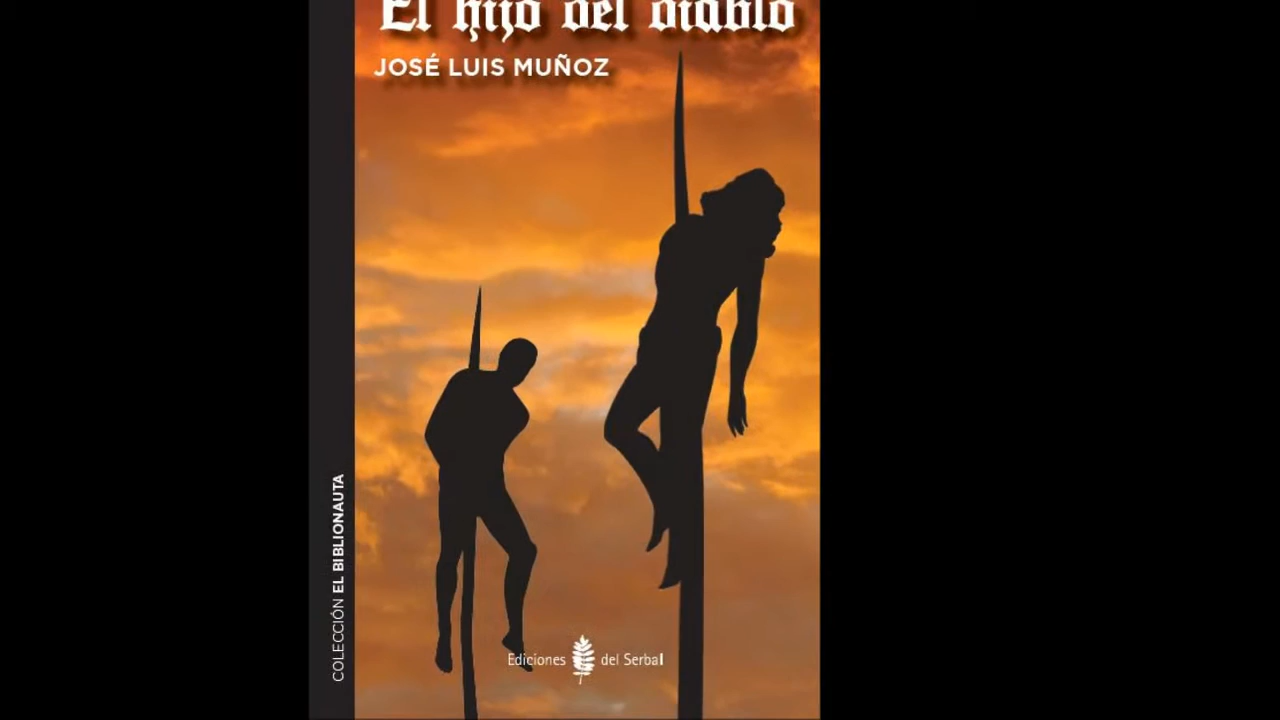 El hijo del diablo
JOSÉ LUIS MUÑOZ
COLECCIÓN EL BIBLIONAUTA
Ediciones del Serbal